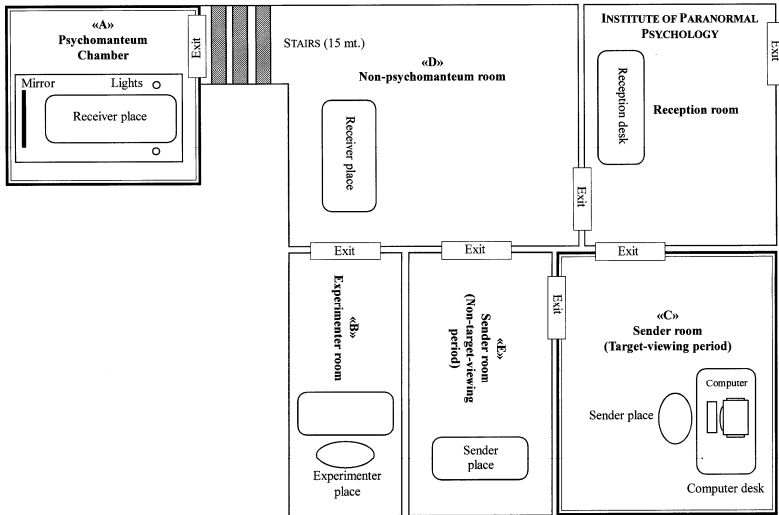 «A»
Psychomanteum
Chamber
Exit
Mirror
Lights
Receiver place
STAIRS (15 mt.)
«D»
Non-psychomanteum room
Receiver place
Exit
INSTITUTE OF PARANORMAL
PSYCHOLOGY
Exit
Reception desk
Reception room
Exit
Exit
Exit
«B»
Experimenter room
Experimenter
place
«E»
Sender room
(Non-target-viewing
period)
Sender
place
Exit
«C»
Sender room
(Target-viewing period)
Computer
Sender place
Computer desk